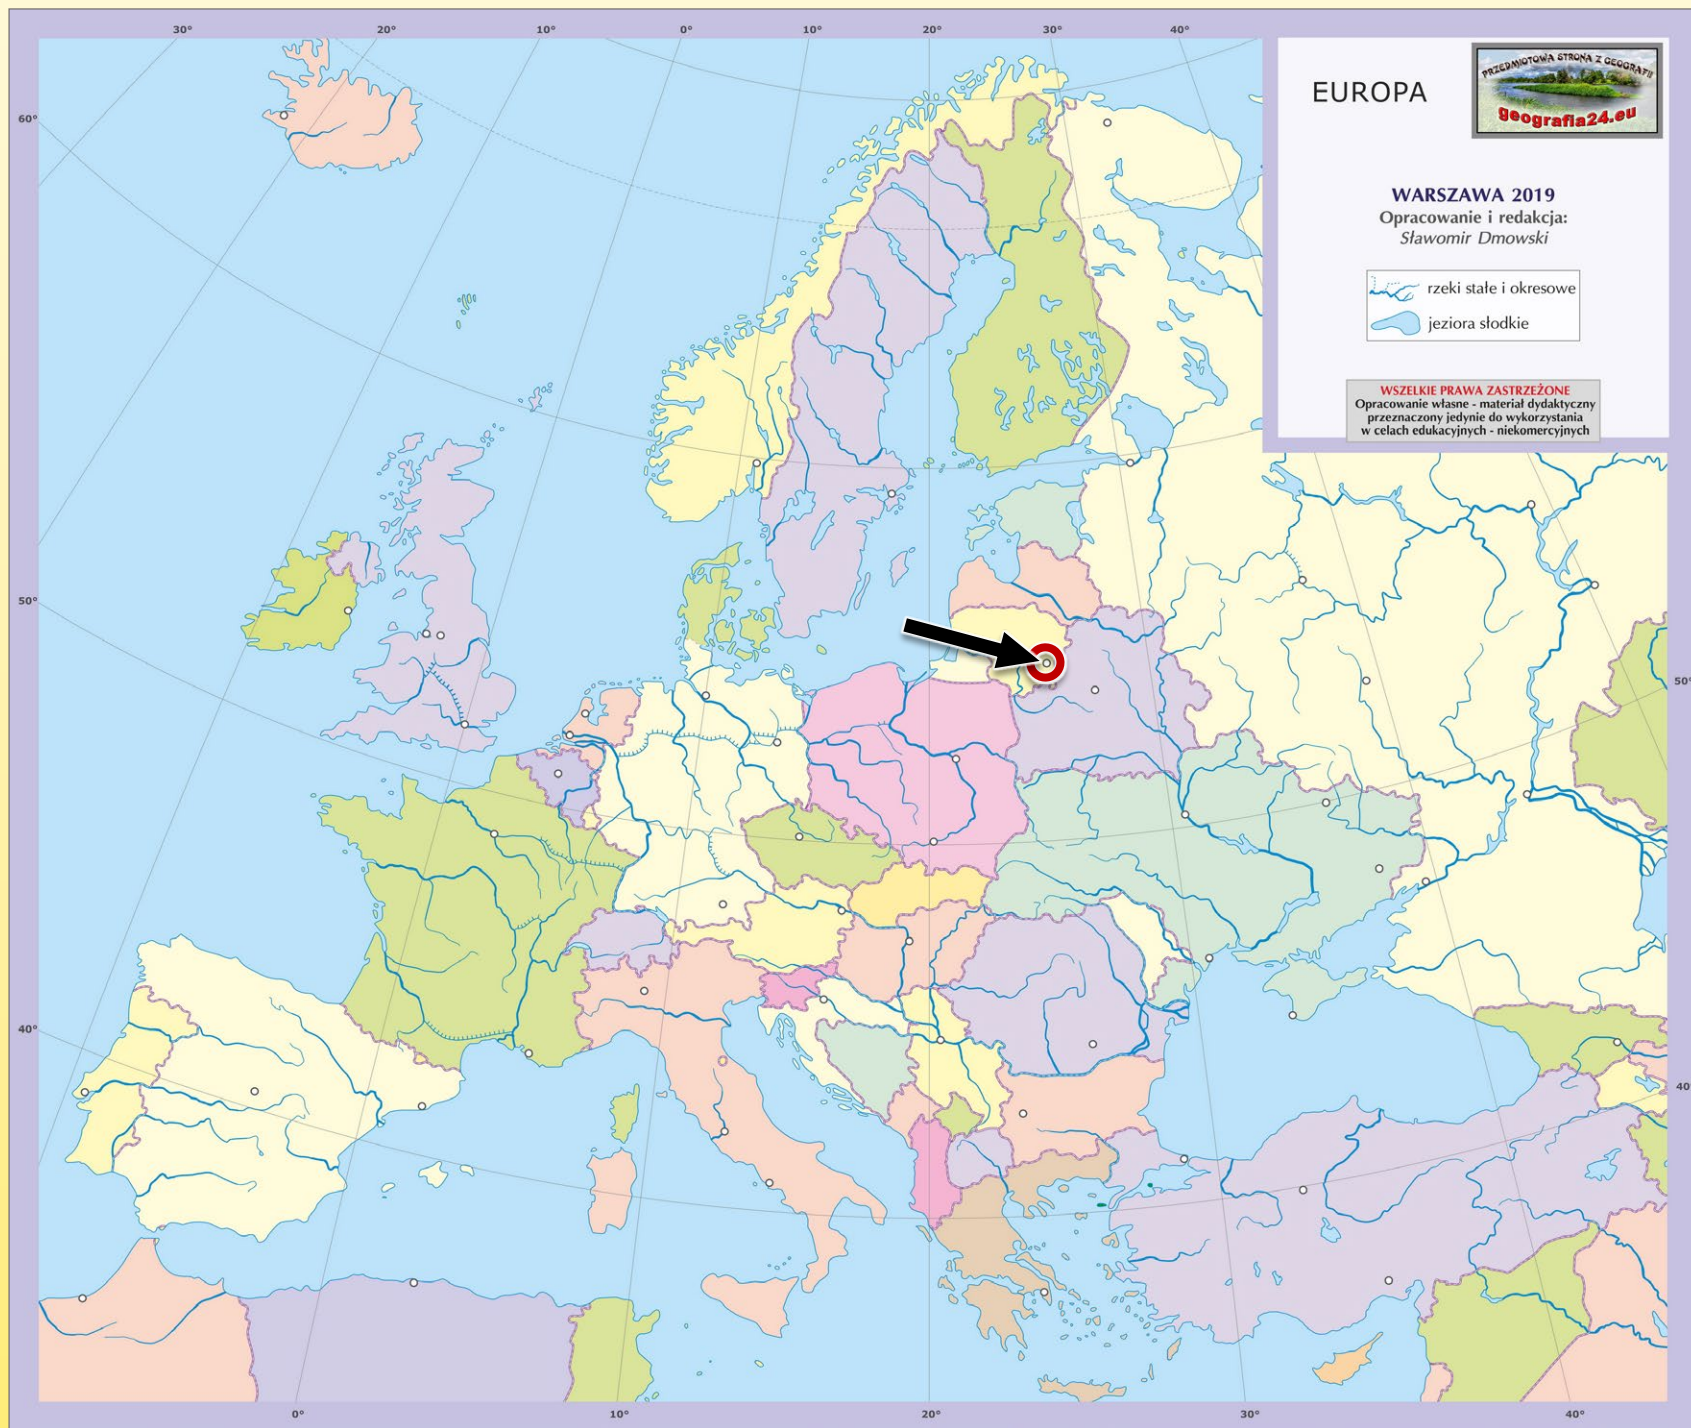 30° 20° 10° 0° 10° 20° 30° 40°
EUROPA
PRZEDMIOTOWA STRONA Z GEOGRAFII
geografia24.eu
60°
WARSZAWA 2019
Opracowanie i redakcja:
Sławomir Dmowski
rzeki stałe i okresowe
jeziora słodkie
WSZELKIE PRAWA ZASTRZEŻONE
Opracowanie własne - materiał dydaktyczny
przeznaczony jedynie do wykorzystania
w celach edukacyjnych - niekomercyjnych
50°
50°
40°
40°
0° 10° 20° 30° 40°